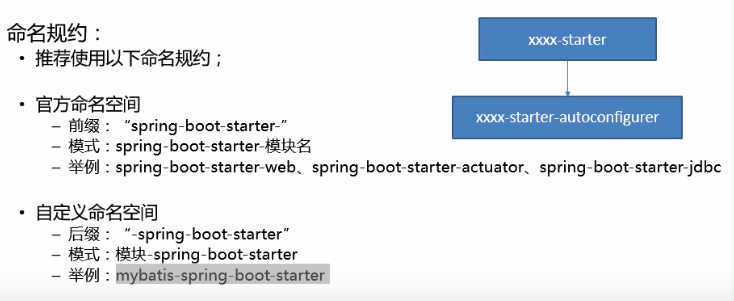 命名规约：
• 推荐使用以下命名规约；
• 官方命名空间
– 前缀：“spring-boot-starter-”
– 模式：spring-boot-starter-模块名
– 举例：spring-boot-starter-web、spring-boot-starter-actuator、spring-boot-starter-jdbc
• 自定义命名空间
– 后缀：“-spring-boot-starter”
– 模式：模块-spring-boot-starter
– 举例：mybatis-spring-boot-starter
xxxx-starter
xxxx-starter-autoconfigurer